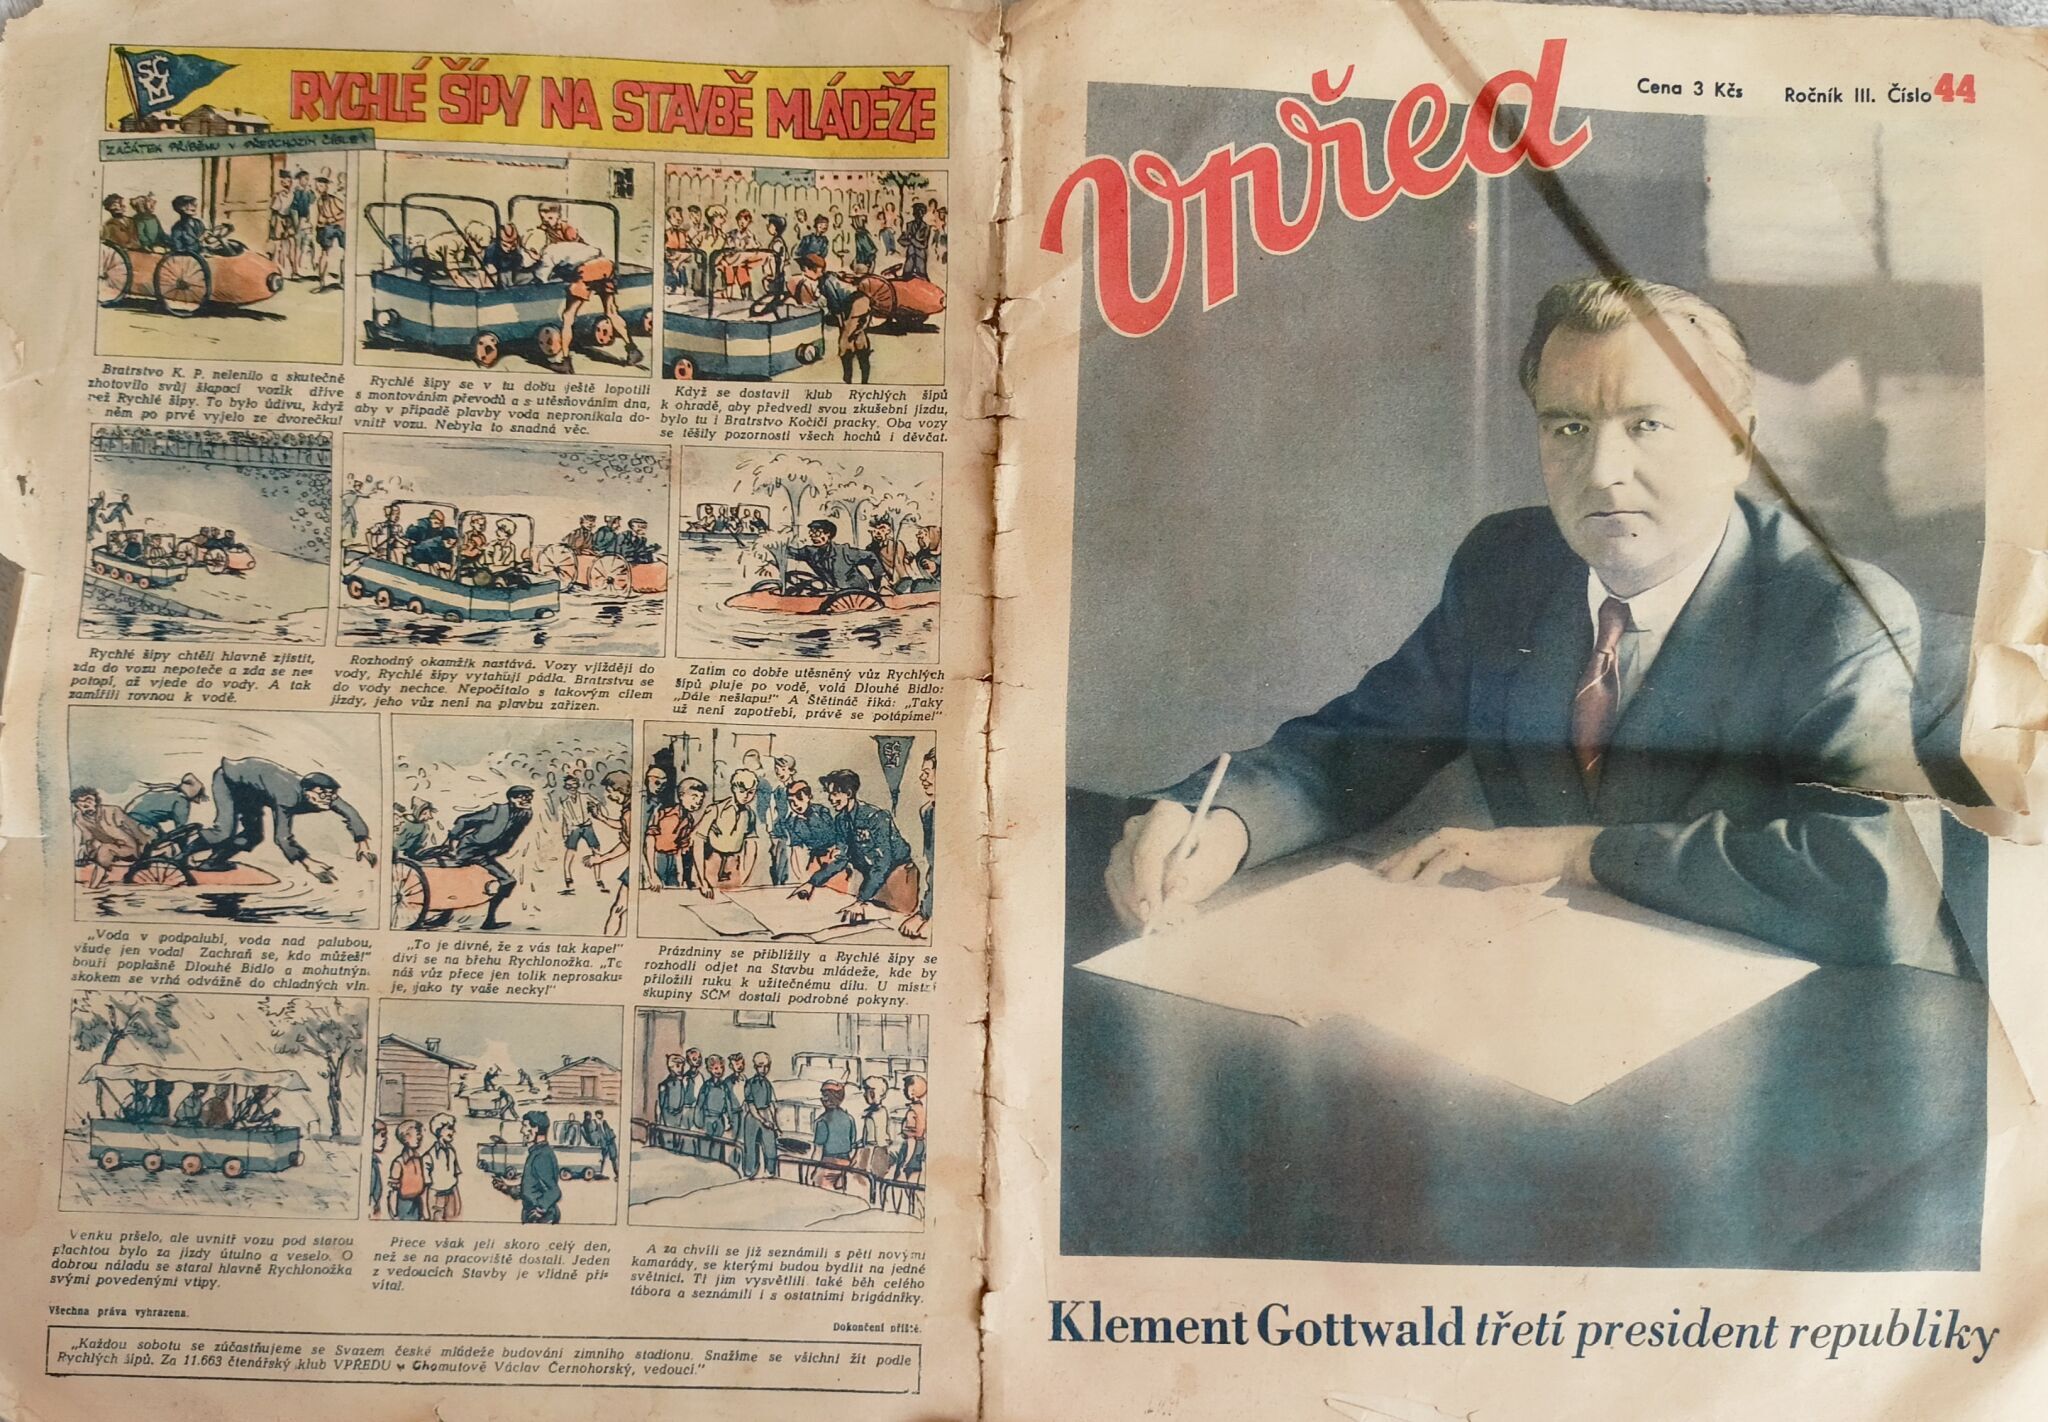 SČM
RYCHLÉ ŠÍPY NA STAVBĚ MLÁDEŽE
ZAČÁTEK PŘÍBĚHU V PŘEDCHOZÍM ČÍSLE!
Bratrstvo K. P. nelenilo a skutečně
zhotovilo svůj šlapací vozík dříve
než Rychlé šípy. To bylo údivu, když
něm po prvé vyjelo ze dvorečku!
Rychlé šípy se v tu dobu ještě lopotili
s montováním převodů a s utěsňováním dna,
aby v případě plavby voda nepronikala do-
vnitř vozu. Nebyla to snadná věc.
Když se dostavil klub Rychlých šípů
k ohradě, aby předvedl svou zkušební jízdu,
bylo tu i Bratrstvo Kočičí pracky. Oba vozy
se těšily pozornosti všech hochů i děvčat.
Rychlé šípy chtěli hlavně zjistit,
zda do vozu nepoteče a zda se ne-
potopí, až vjede do vody. A tak
zamířili rovnou k vodě.
Rozhodný okamžik nastává. Vozy vjíždějí do
vody, Rychlé šípy vytahují pádla. Bratrstvu se
do vody nechce. Nepočítalo s takovým cílem
jízdy, jeho vůz není na plavbu zařízen.
Zatím co dobře utěsněný vůz Rychlých
šípů pluje po vodě, volá Dlouhé Bidlo:
„Dále nešlapu!" A Štětináč říká: „Taky
už není zapotřebí, právě se potápíme!"
„Voda v podpalubí, voda nad palubou,
všude jen voda! Zachraň se, kdo můžeš!"
bouří poplašně Dlouhé Bidlo a mohutným
skokem se vrhá odvážně do chladných vln.
„To je divné, že z vás tak kape!"
diví se na břehu Rychlonožka. „To
náš vůz přece jen tolik neprosaku-
je, jako ty vaše necky!"
Prázdniny se přiblížily a Rychlé šípy se
rozhodli odjet na Stavbu mládeže, kde by
přiložili ruku k užitečnému dílu. U místní
skupiny SČM dostali podrobné pokyny.
Venku pršelo, ale uvnitř vozu pod starou
plachtou bylo za jízdy útulno a veselo. O
dobrou náladu se staral hlavně Rychlonožka
svými povedenými vtipy.
Přece však jeli skoro celý den,
než se na pracoviště dostali. Jeden
z vedoucích Stavby je vlídně při-
vítal.
A za chvíli se již seznámili s pěti novými
kamarády, se kterými budou bydlit na jedné
světnici. Ti jim vysvětlili také běh celého
tábora a seznámili i s ostatními brigádníky.
Všechna práva vyhrazena.
Dokončení příště.
„Každou sobotu se zúčastňujeme se Svazem české mládeže budování zimního stadionu. Snažíme se všichni žít podle
Rychlých šípů. Za 11.663 čtenářský klub VPŘEDU v Chomutově Václav Černohorský, vedoucí."
Vpřed
Cena 3 Kčs
Ročník III. Číslo 44
Klement Gottwald třetí president republiky